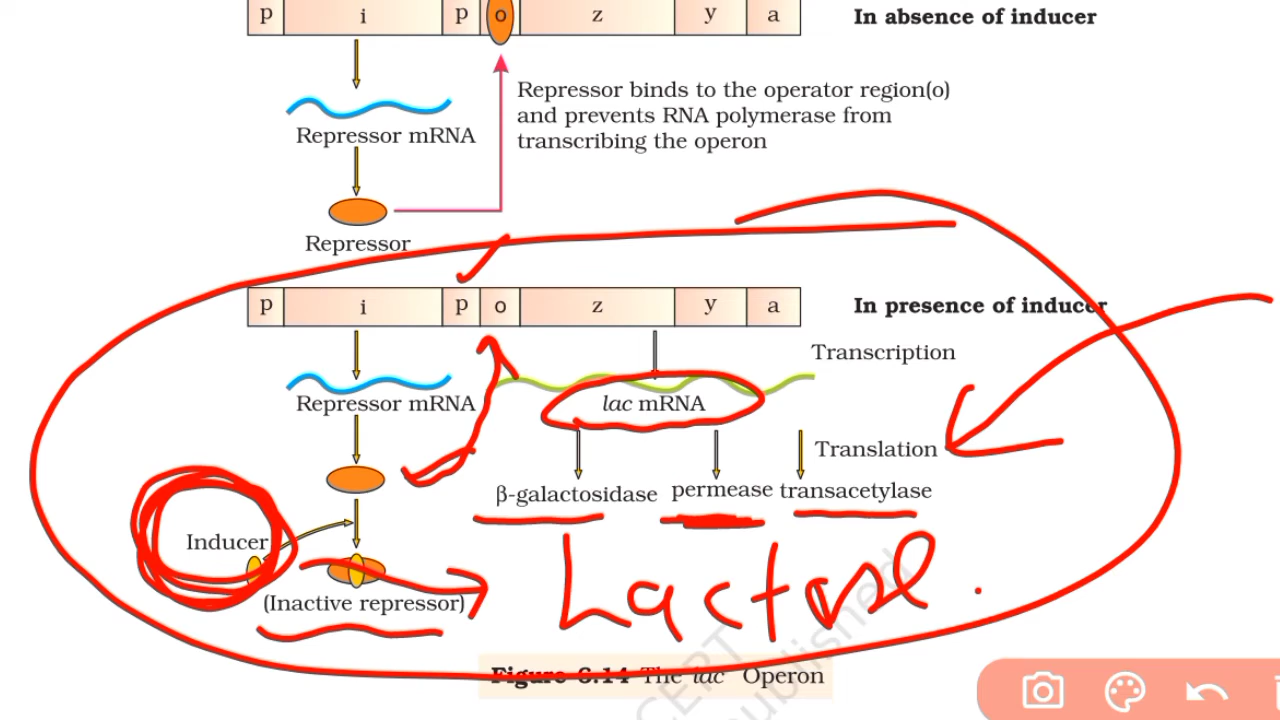 p i p o z y a In absence of inducer
Repressor binds to the operator region(o)
and prevents RNA polymerase from
transcribing the operon
Repressor mRNA
Repressor
p i p o z y a In presence of inducer
Transcription
Repressor mRNA
lac mRNA
Translation
β-galactosidase permease transacetylase
Inducer
(Inactive repressor)
Lactose.
Figure 6.14 The lac Operon